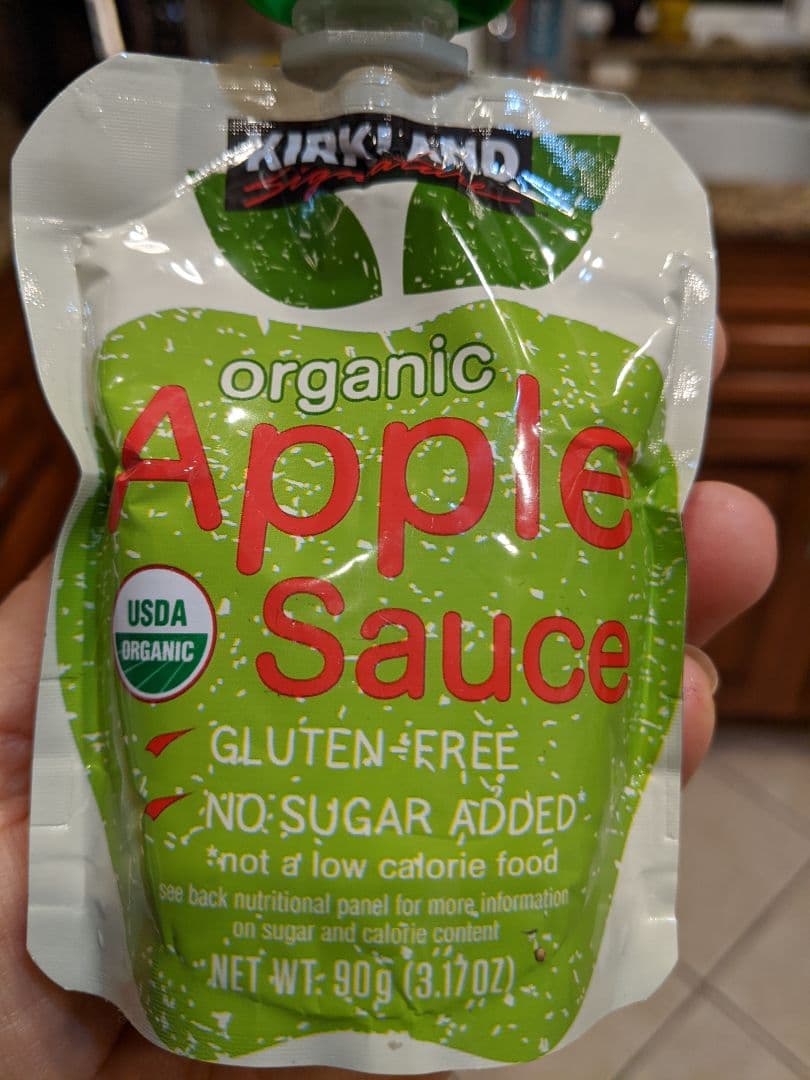 KIRKLAND
Signature
organic
Apple
Sauce
USDA
ORGANIC
GLUTEN-FREE
NO SUGAR ADDED*
*not a low calorie food
see back nutritional panel for more information
on sugar and calorie content
NET WT. 90g (3.17OZ)